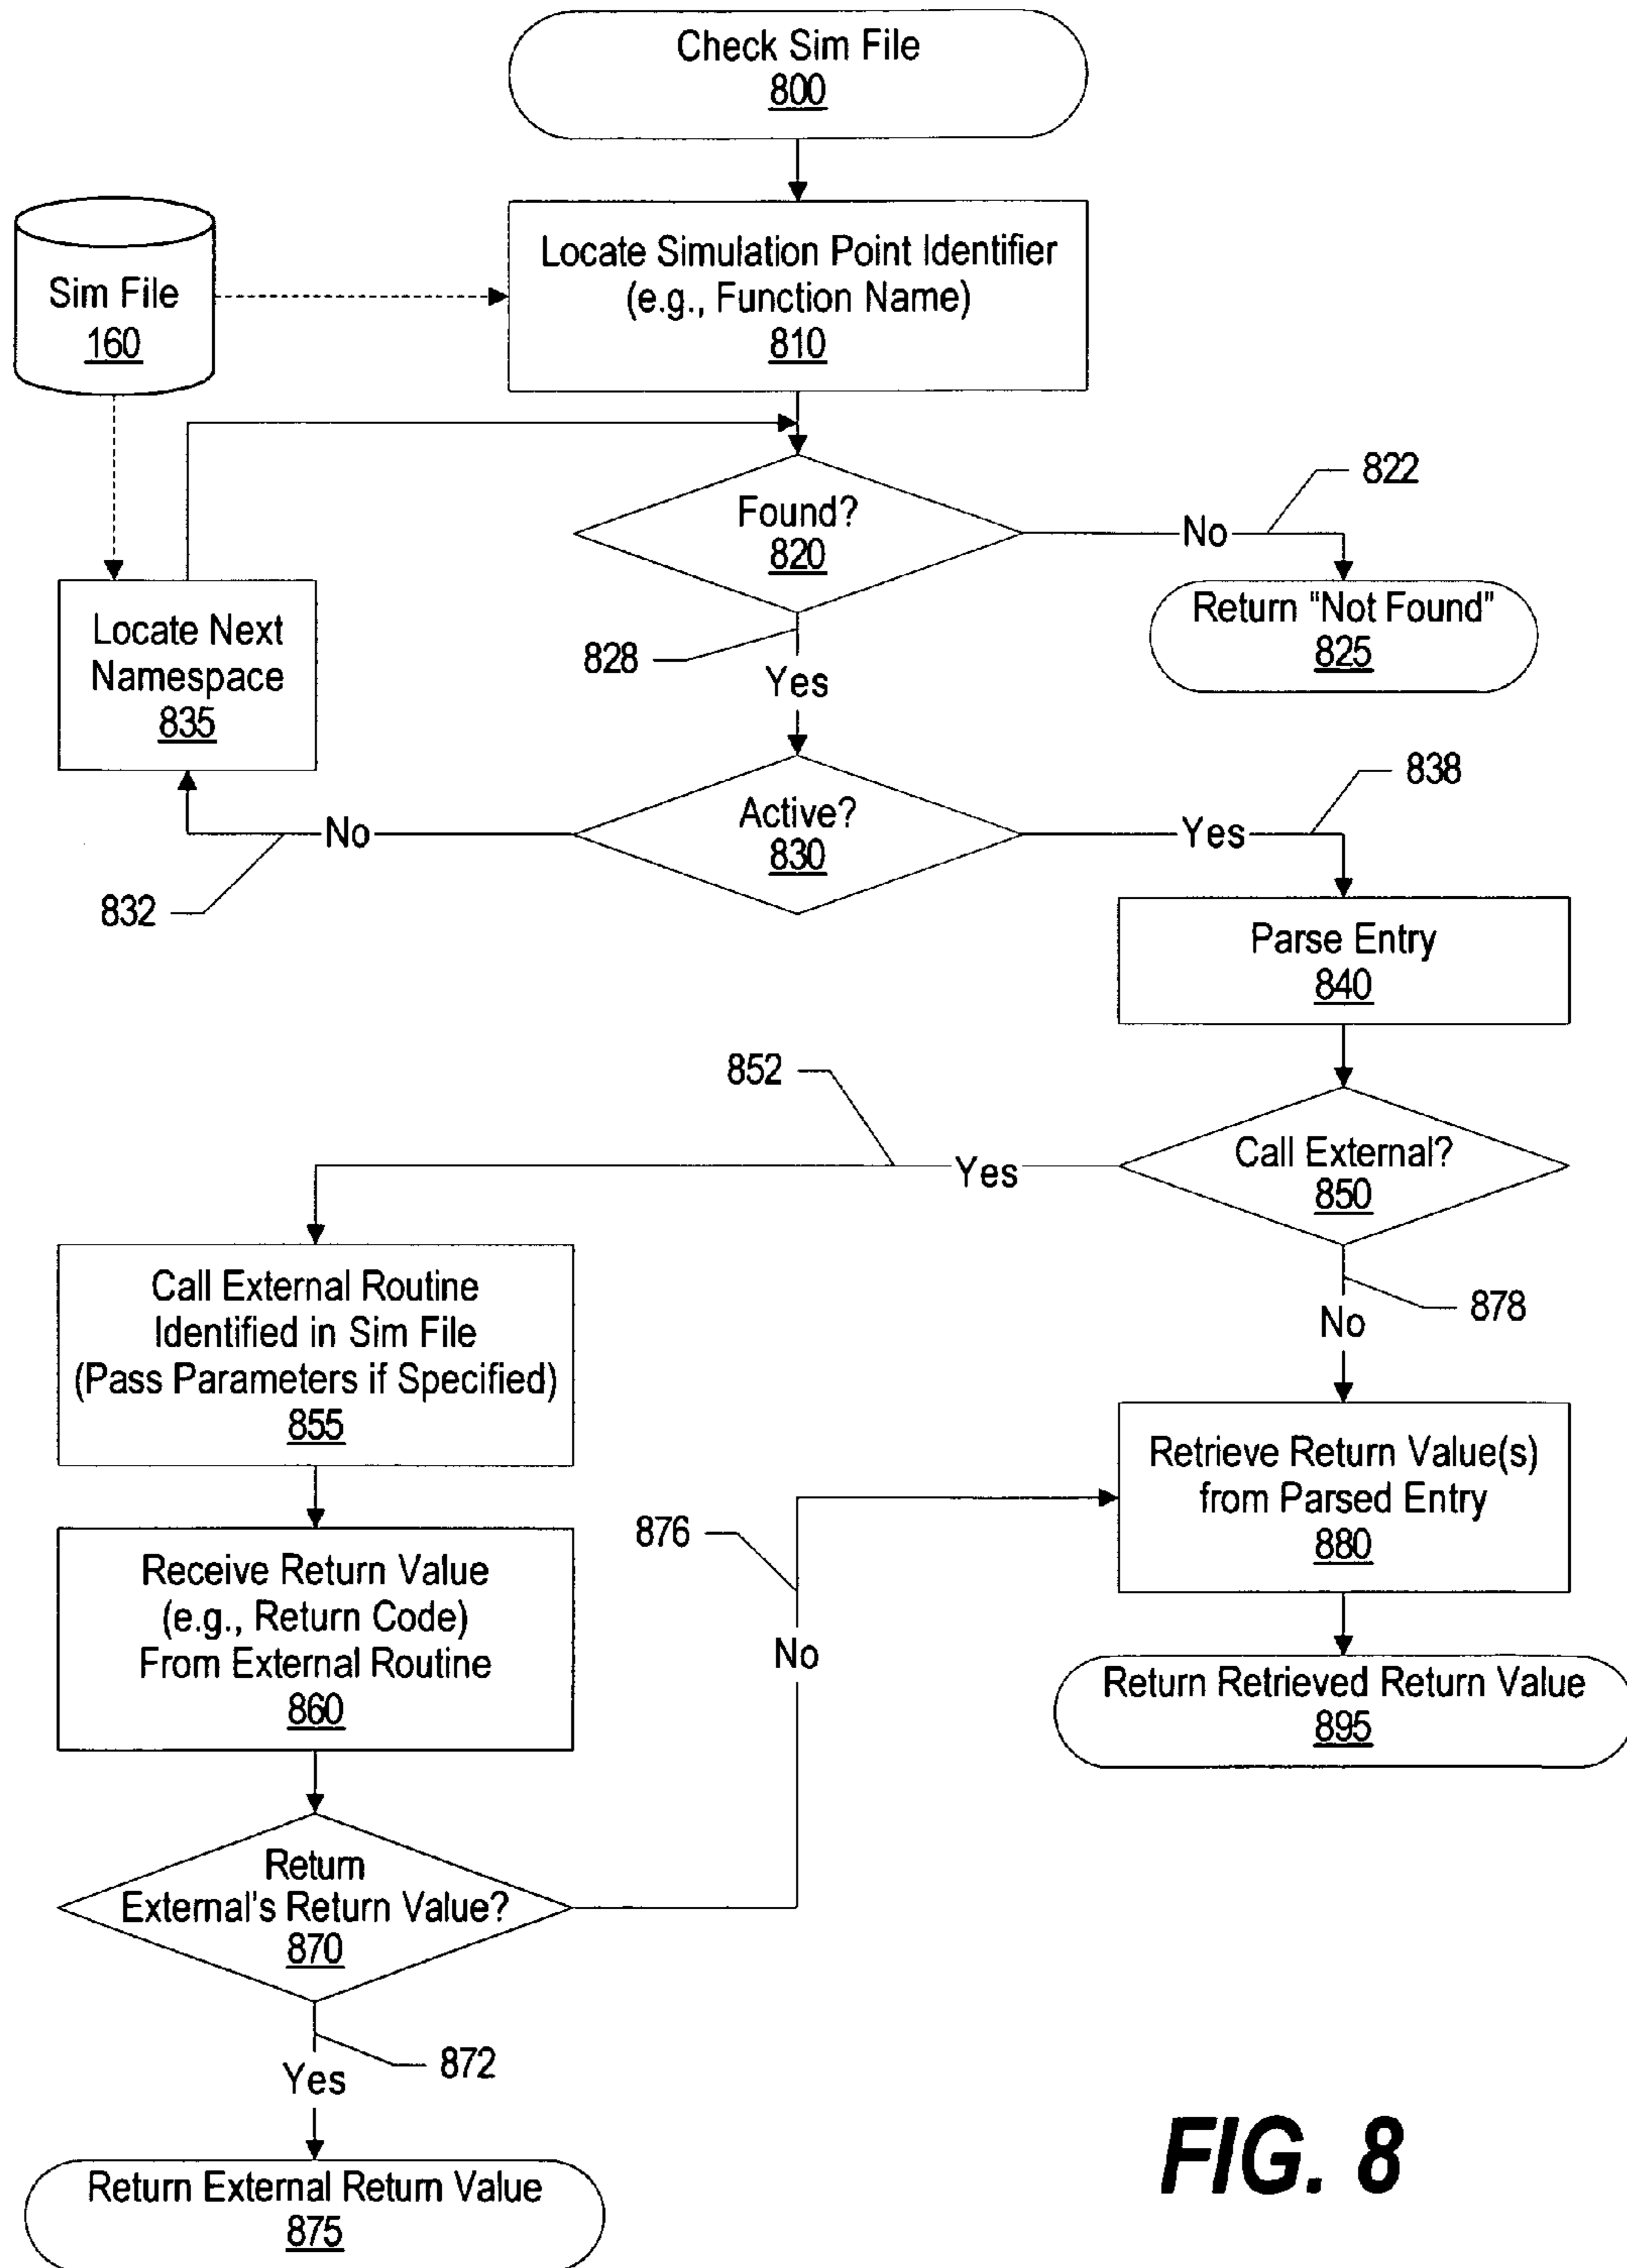 Check Sim File
800
Sim File
160
Locate Simulation Point Identifier
(e.g., Function Name)
810
Found?
820
822
No
Return "Not Found"
825
828
Yes
Locate Next
Namespace
835
Active?
830
No
832
Yes
838
Parse Entry
840
Call External?
850
852
Yes
878
No
Call External Routine
Identified in Sim File
(Pass Parameters if Specified)
855
Receive Return Value
(e.g., Return Code)
From External Routine
860
876
No
Retrieve Return Value(s)
from Parsed Entry
880
Return Retrieved Return Value
895
Return
External's Return Value?
870
872
Yes
Return External Return Value
875
FIG. 8